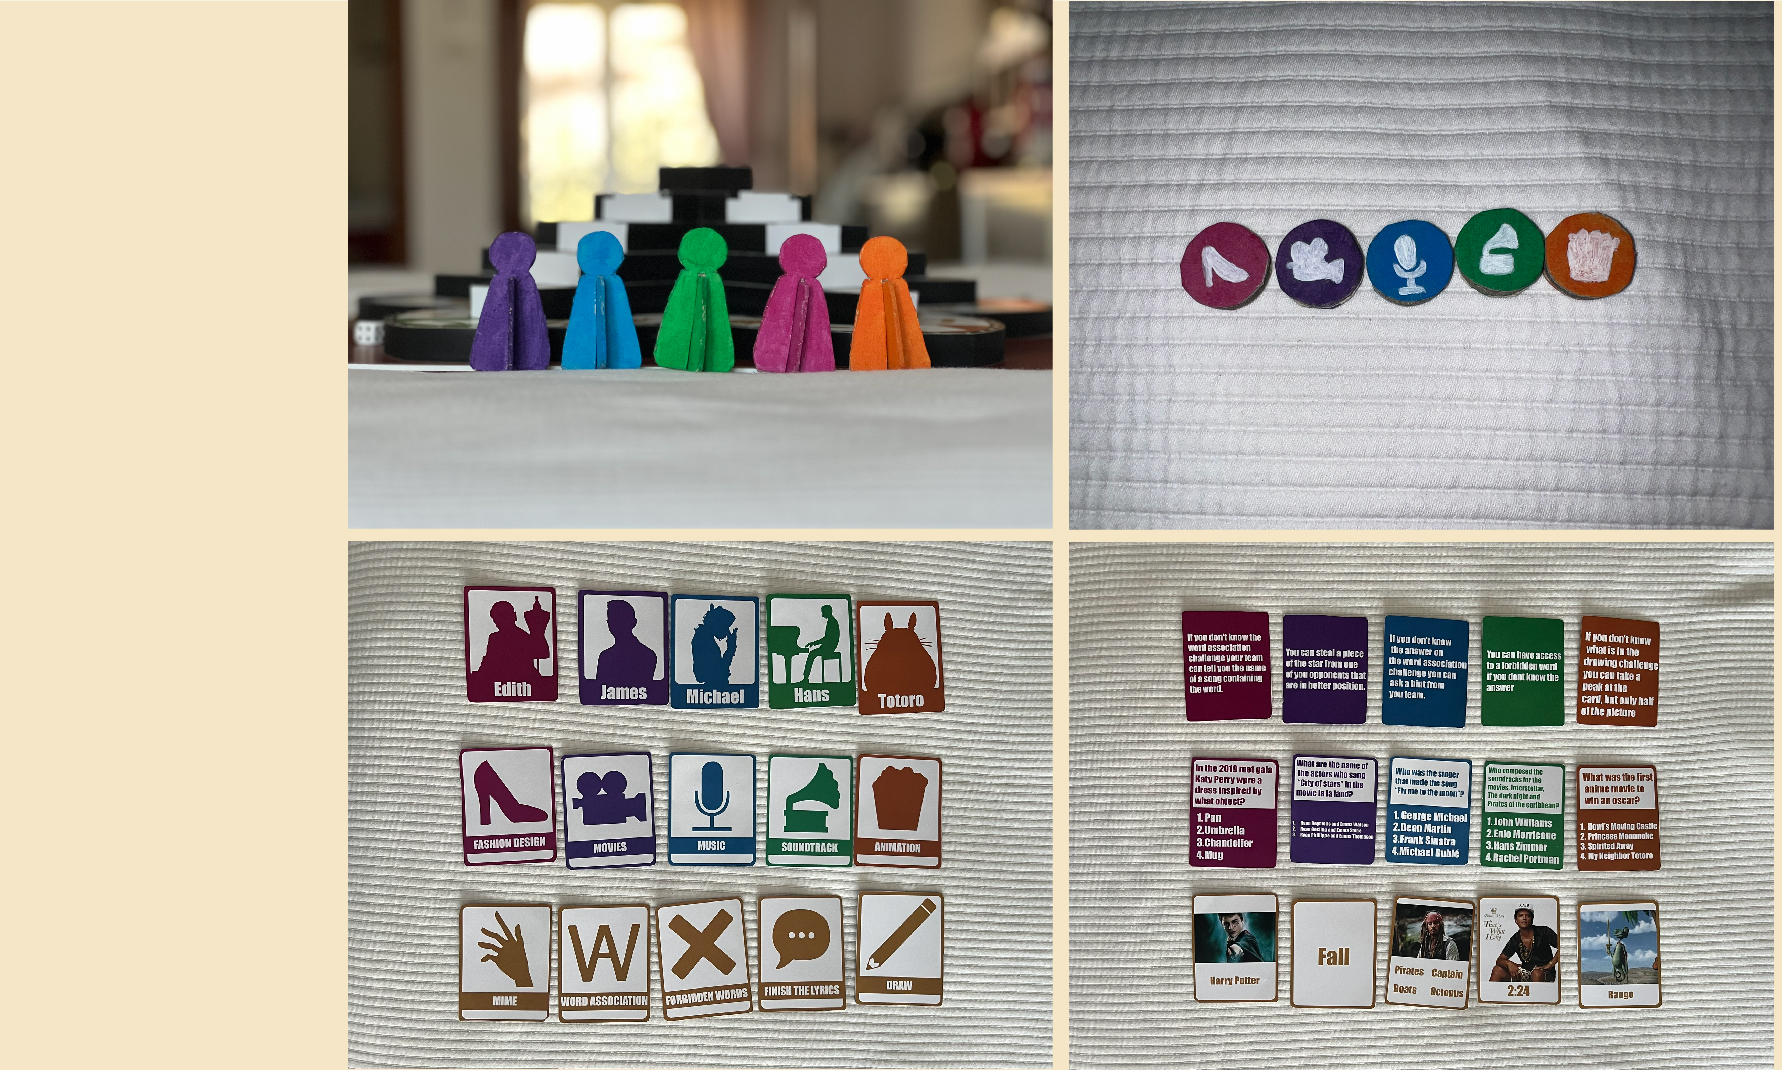 Edith
James
Michael
Hans
Totoro
FASHION DESIGN
MOVIES
MUSIC
SOUNDTRACK
ANIMATION
MIME
WORD ASSOCIATION
FORBIDDEN WORDS
FINISH THE LYRICS
DRAW
W
If you don't know the
word association
challenge your team
can tell you the name
of a song containing
the word.
You can steal a piece
of the star from one
of you opponents that
are in better position.
If you don't know
the answer on
the word association
challenge you can
ask a hint from
you team.
You can have access
to a forbidden word
if you dont know the
answer
If you don't know
what is in the
drawing challenge
you can take a
peak at the
card, but only half
of the picture
In the 2019 met gala
Katy Perry wore a
dress inspired by
what object?
1. Pan
2.Umbrella
3.Chandelier
4.Mug
What are the name of
the actors who sang
"City of Stars" in the
movie la la land?
Who was the singer
that made the song
"Fly me to the moon"?
1. George Michael
2.Dean Martin
3.Frank Sinatra
4.Michael Bublé
Who composed the
soundtracks for the
movies, Interstellar,
The dark night and
Pirates of the caribbean?
1.John Williams
2.Enio Morricone
3.Hans Zimmer
4.Rachel Portman
What was the first
anime movie to
win an oscar?
1. Howl's Moving Castle
2. Princess Mononoke
3. Spirited Away
4. My Neighbor Totoro
Harry Potter
Fall
Pirates Captain
Boats Octopus
That's
What
I Like
2:24
Rango